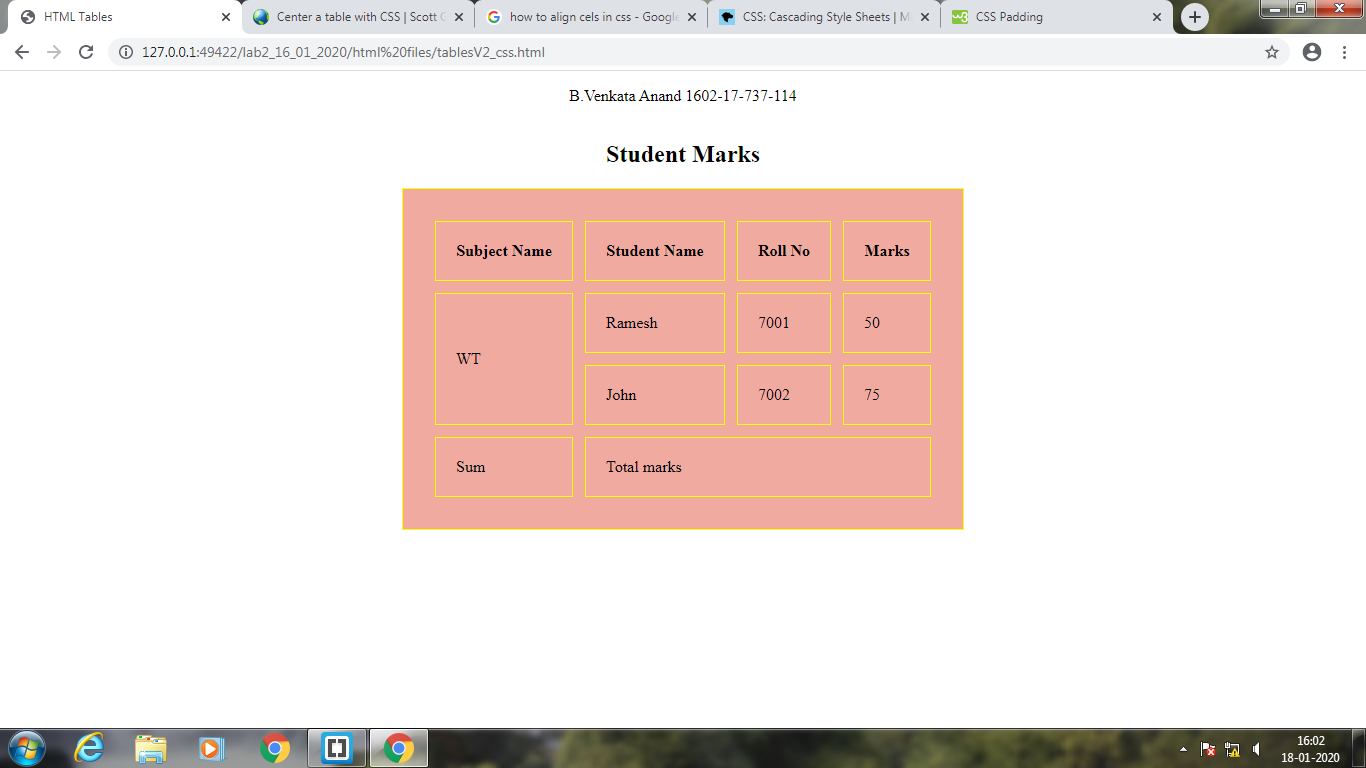 HTML Tables
Center a table with CSS | Scott G
how to align cels in css - Google
CSS: Cascading Style Sheets | M
CSS Padding
127.0.0.1:49422/lab2_16_01_2020/html%20files/tablesV2_css.html
B.Venkata Anand 1602-17-737-114
Student Marks
Subject Name Student Name Roll No Marks
WT
Ramesh 7001 50
John 7002 75
Sum Total marks
16:02
18-01-2020